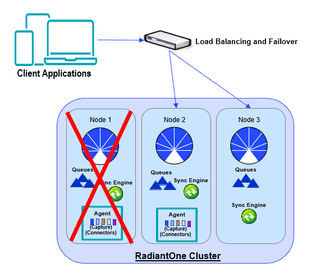 Load Balancing and Failover
Client Applications
Node 1
Node 2
Node 3
Queues
Sync Engine
Queues
Sync Engine
Queues
Sync Engine
Agent
(Capture)
(Connectors)
Agent
(Capture)
(Connectors)
RadiantOne Cluster